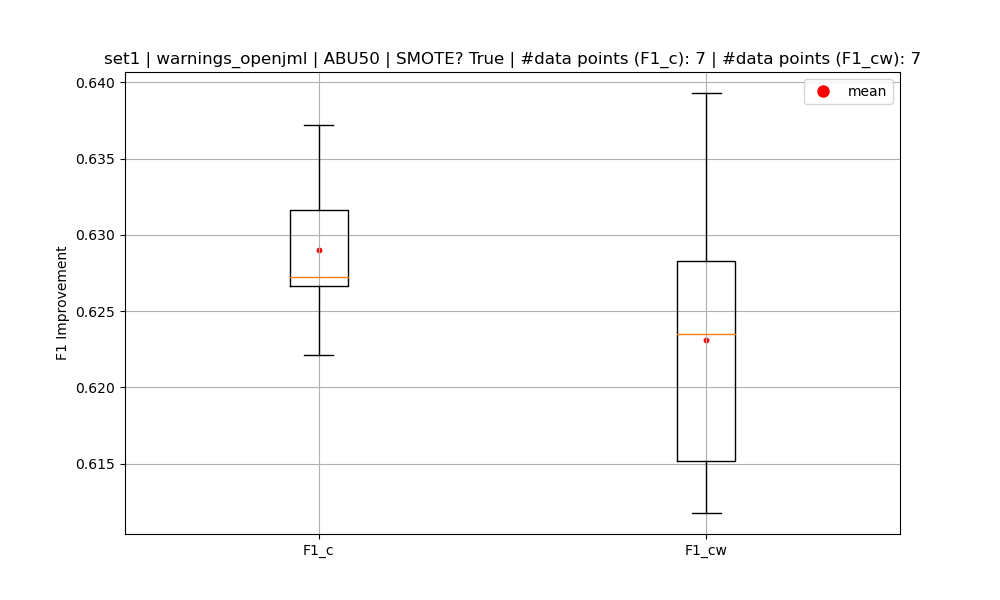 set1 | warnings_openjml | ABU50 | SMOTE? True | #data points (F1_c): 7 | #data points (F1_cw): 7
mean
0.640
0.635
0.630
0.625
0.620
0.615
F1 Improvement
F1_c
F1_cw